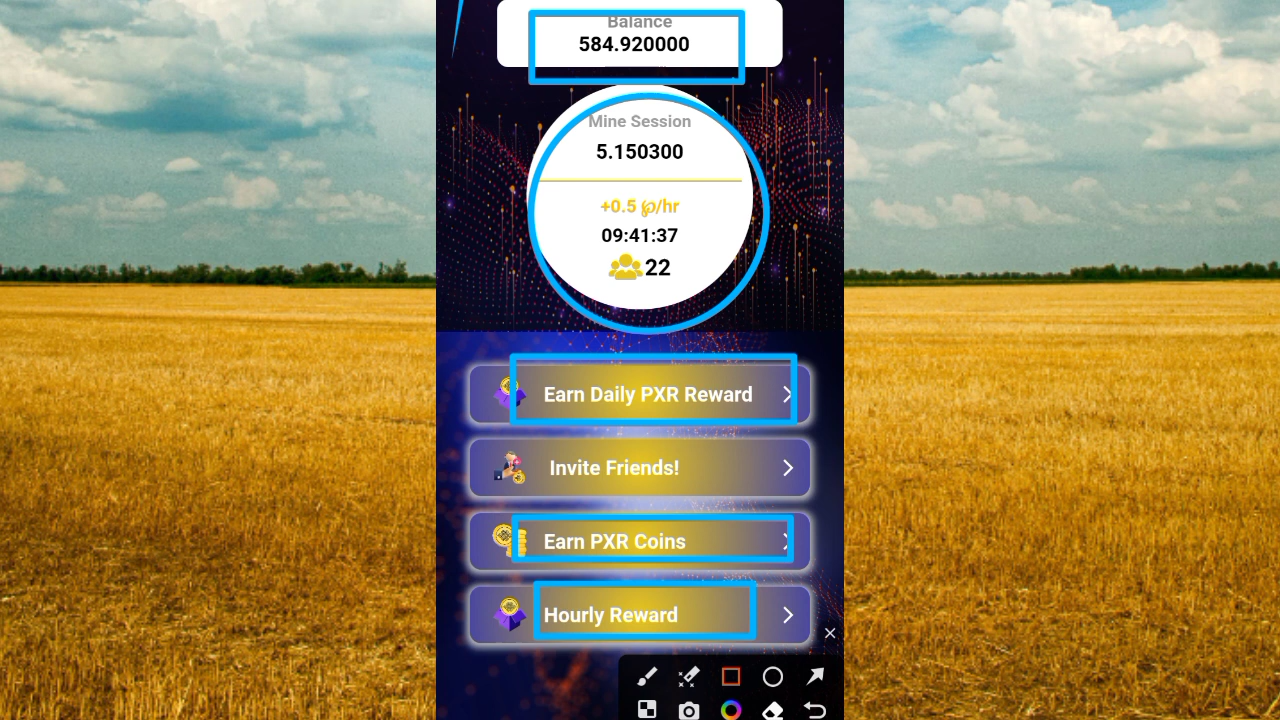 Balance
584.920000
Mine Session
5.150300
+0.5 ℘/hr
09:41:37
22
Earn Daily PXR Reward
Invite Friends!
Earn PXR Coins
Hourly Reward